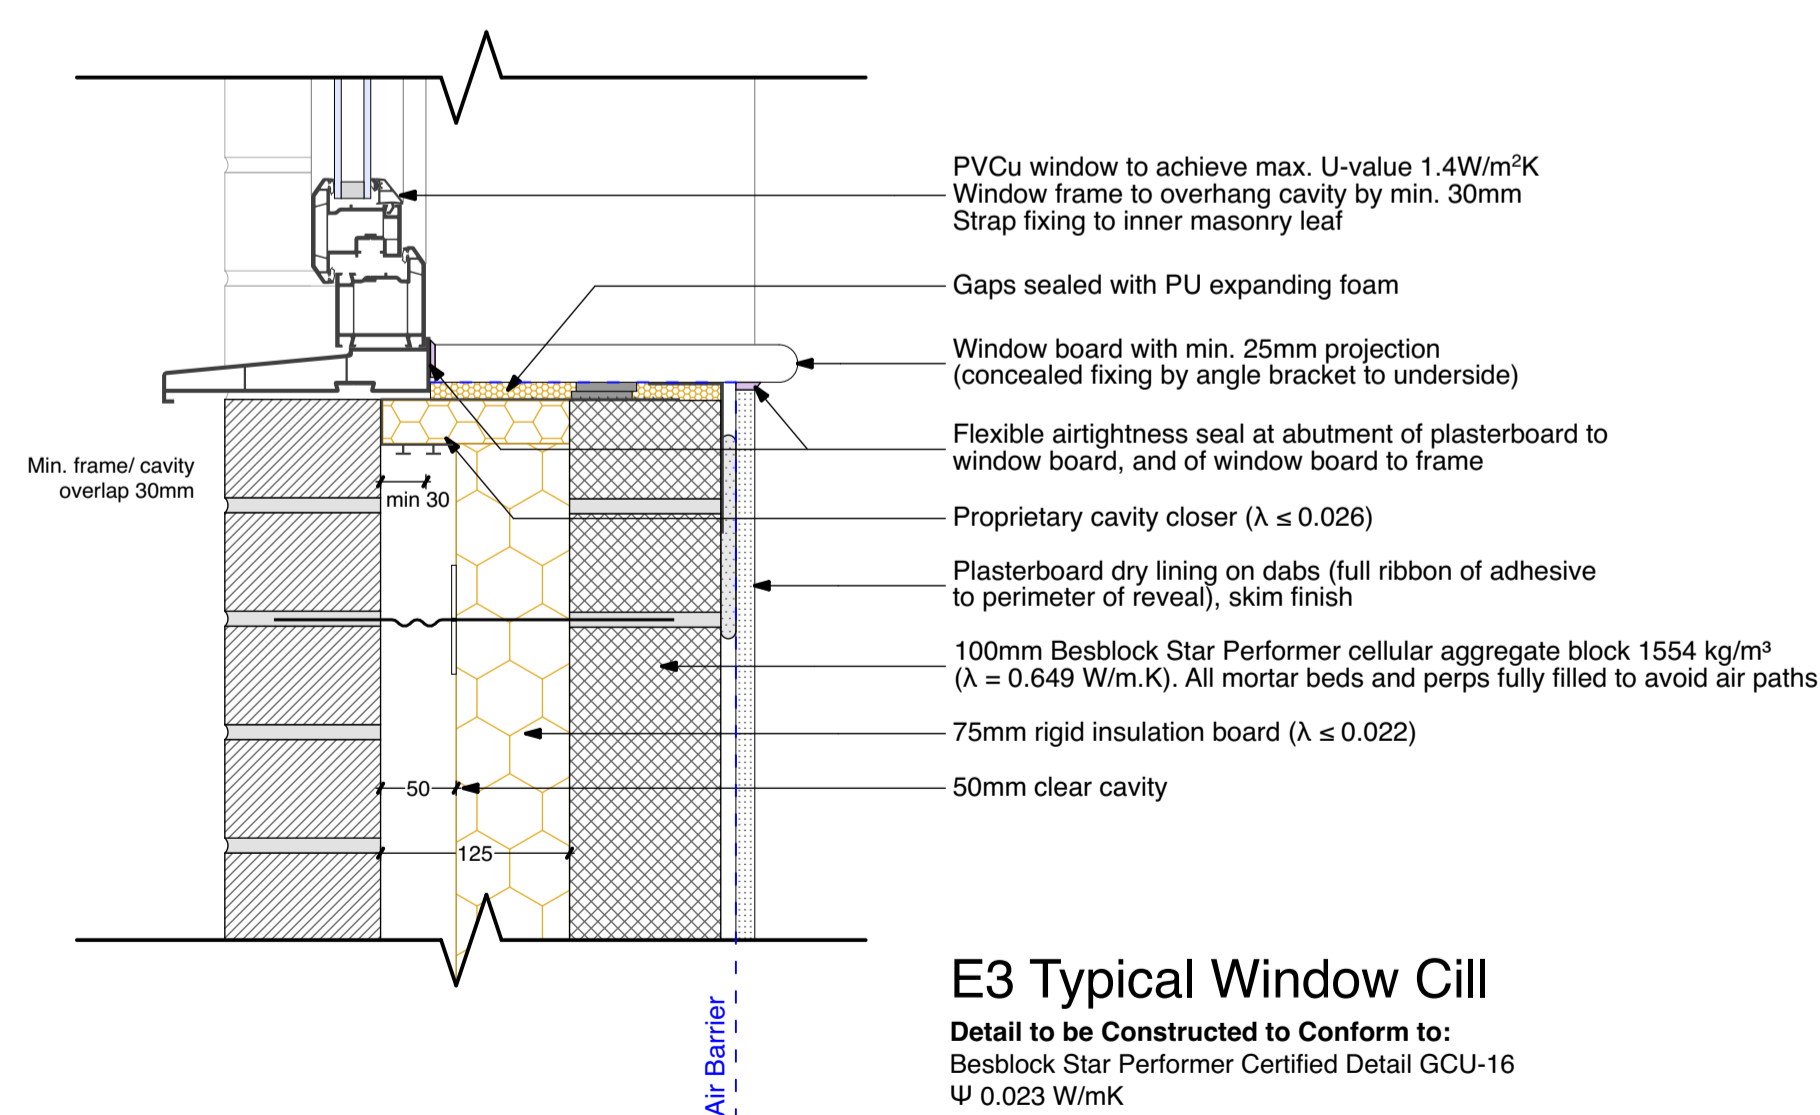 PVCu window to achieve max. U-value 1.4W/m²K
Window frame to overhang cavity by min. 30mm
Strap fixing to inner masonry leaf
Gaps sealed with PU expanding foam
Window board with min. 25mm projection
(concealed fixing by angle bracket to underside)
Flexible airtightness seal at abutment of plasterboard to
window board, and of window board to frame
Min. frame/ cavity
overlap 30mm
min 30
Proprietary cavity closer (λ ≤ 0.026)
Plasterboard dry lining on dabs (full ribbon of adhesive
to perimeter of reveal), skim finish
100mm Besblock Star Performer cellular aggregate block 1554 kg/m³
(λ = 0.649 W/m.K). All mortar beds and perps fully filled to avoid air paths
75mm rigid insulation board (λ ≤ 0.022)
50
50mm clear cavity
125
E3 Typical Window Cill
Detail to be Constructed to Conform to:
Besblock Star Performer Certified Detail GCU-16
Ψ 0.023 W/mK
Air Barrier